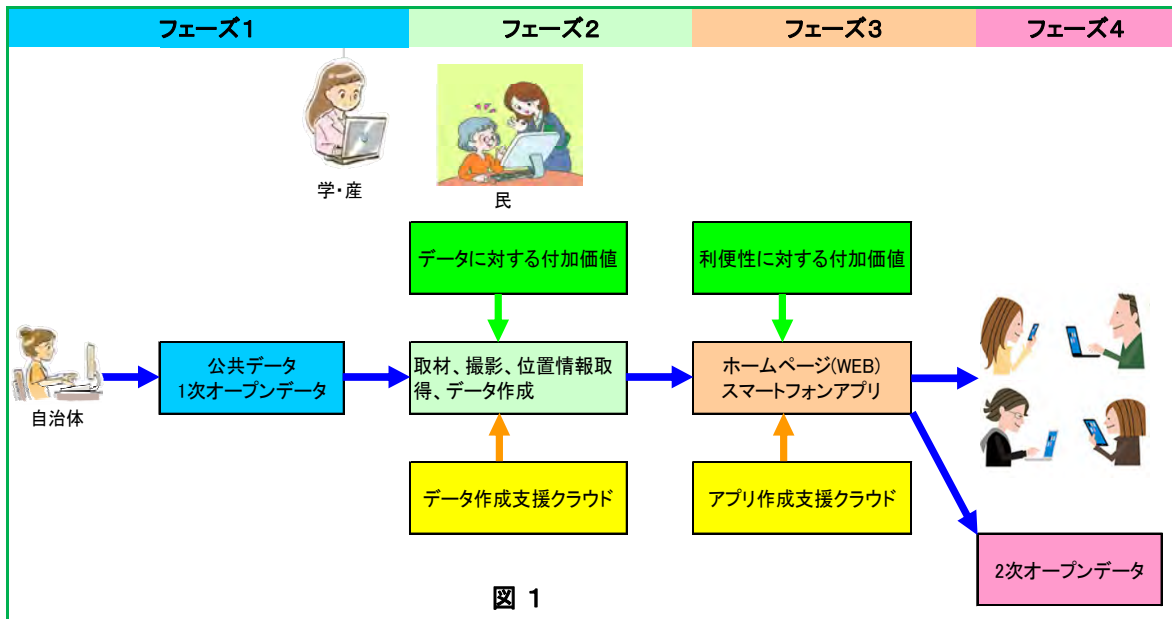 フェーズ1
フェーズ2
フェーズ3
フェーズ4
学・産
民
データに対する付加価値
利便性に対する付加価値
自治体
公共データ
1次オープンデータ
取材、撮影、位置情報取
得、データ作成
ホームページ(WEB)
スマートフォンアプリ
データ作成支援クラウド
アプリ作成支援クラウド
2次オープンデータ
図 1